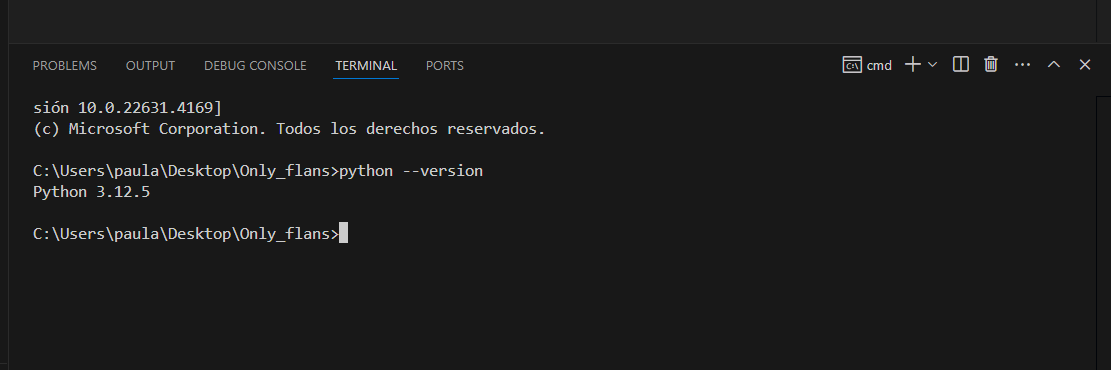 PROBLEMS OUTPUT DEBUG CONSOLE TERMINAL PORTS cmd
sión 10.0.22631.4169]
(c) Microsoft Corporation. Todos los derechos reservados.
C:\Users\paula\Desktop\Only_flans>python --version
Python 3.12.5
C:\Users\paula\Desktop\Only_flans>